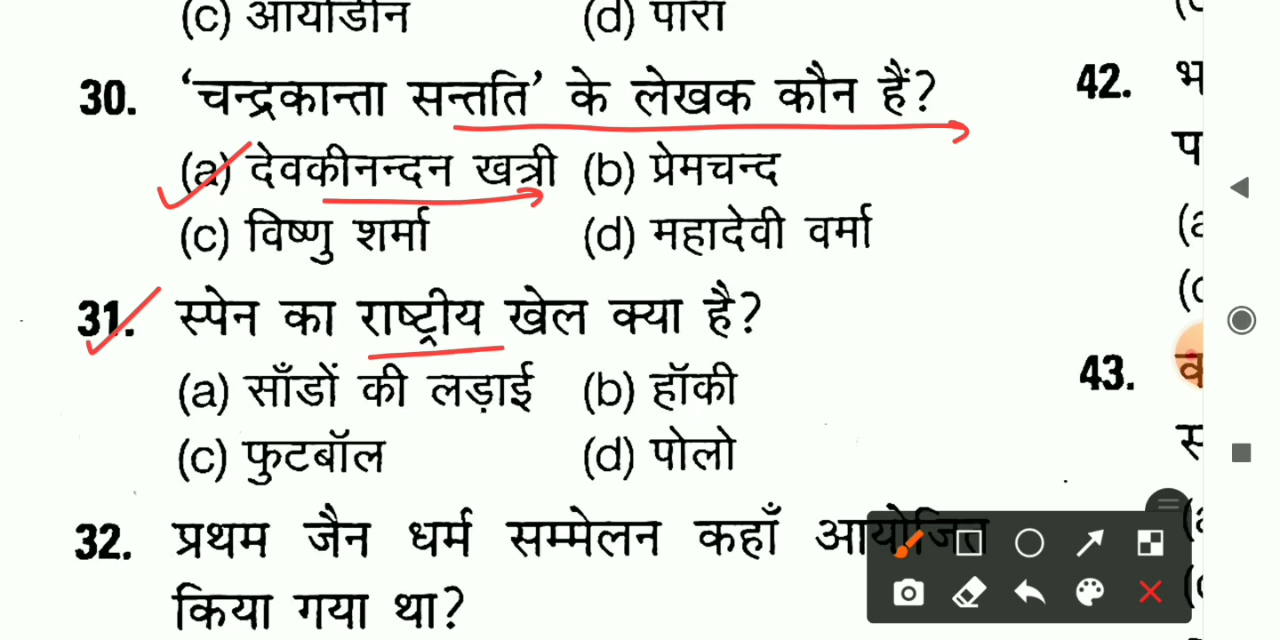 (c) आयोडीन (d) पारा
30. ‘चन्द्रकान्ता सन्तति’ के लेखक कौन हैं?
(a) देवकीनन्दन खत्री (b) प्रेमचन्द
(c) विष्णु शर्मा (d) महादेवी वर्मा
31. स्पेन का राष्ट्रीय खेल क्या है?
(a) साँडों की लड़ाई (b) हॉकी
(c) फुटबॉल (d) पोलो
32. प्रथम जैन धर्म सम्मेलन कहाँ आयोजित
किया गया था?
42.
43.